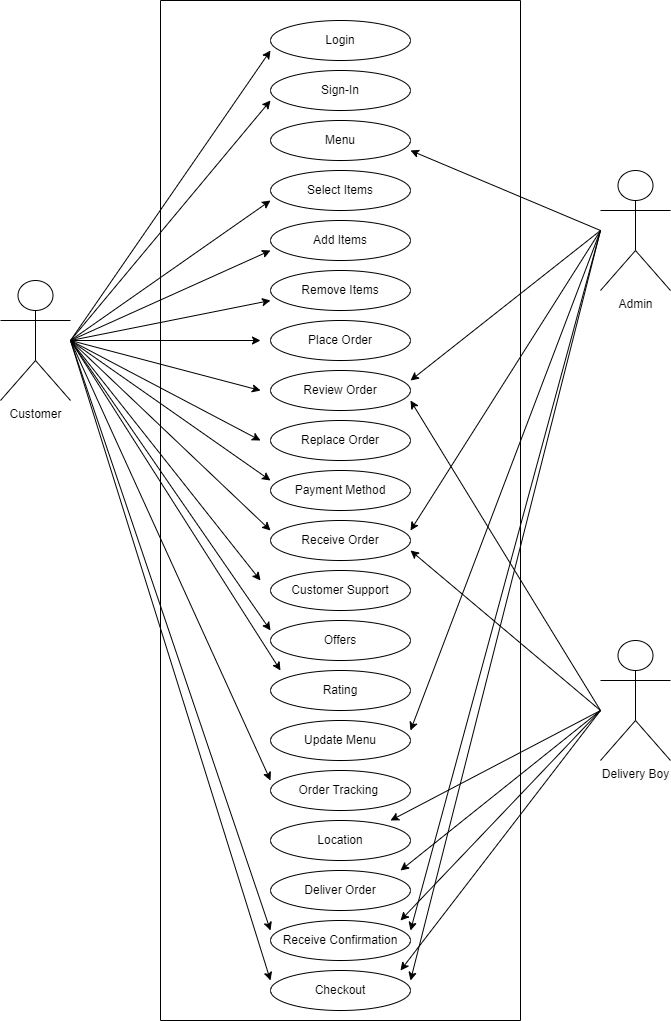 Login
Sign-In
Menu
Select Items
Add Items
Remove Items
Admin
Place Order
Review Order
Customer
Replace Order
Payment Method
Receive Order
Customer Support
Offers
Rating
Update Menu
Delivery Boy
Order Tracking
Location
Deliver Order
Receive Confirmation
Checkout